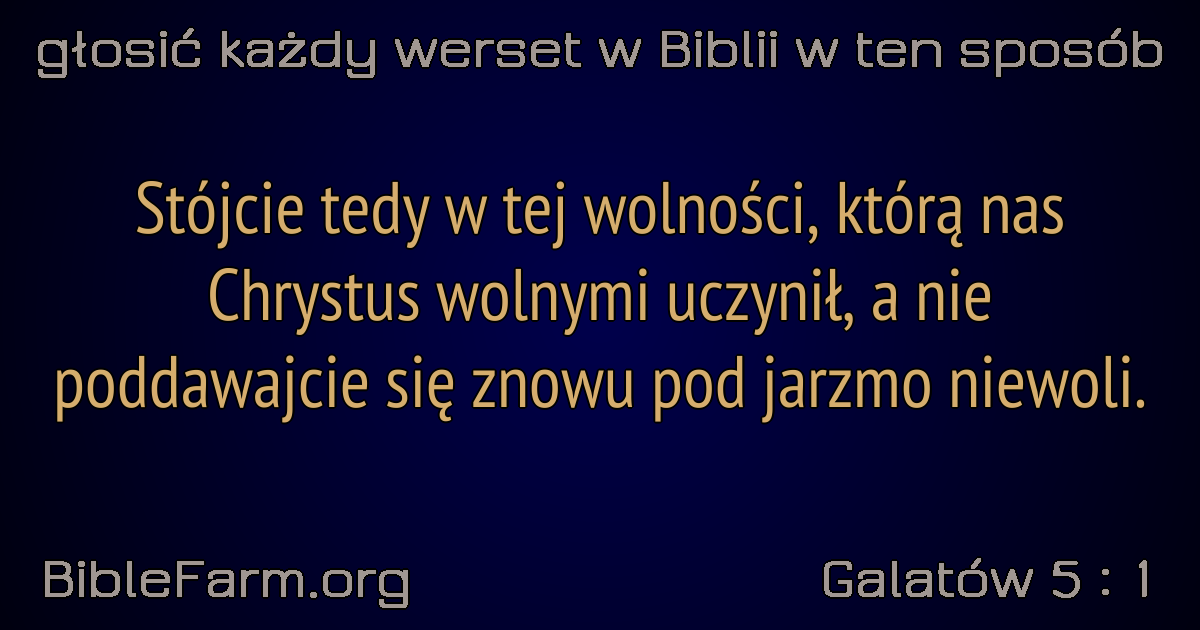 głosić każdy werset w Biblii w ten sposób
Stójcie tedy w tej wolności, którą nas
Chrystus wolnymi uczynił, a nie
poddawajcie się znowu pod jarzmo niewoli.
BibleFarm.org
Galatów 5 : 1